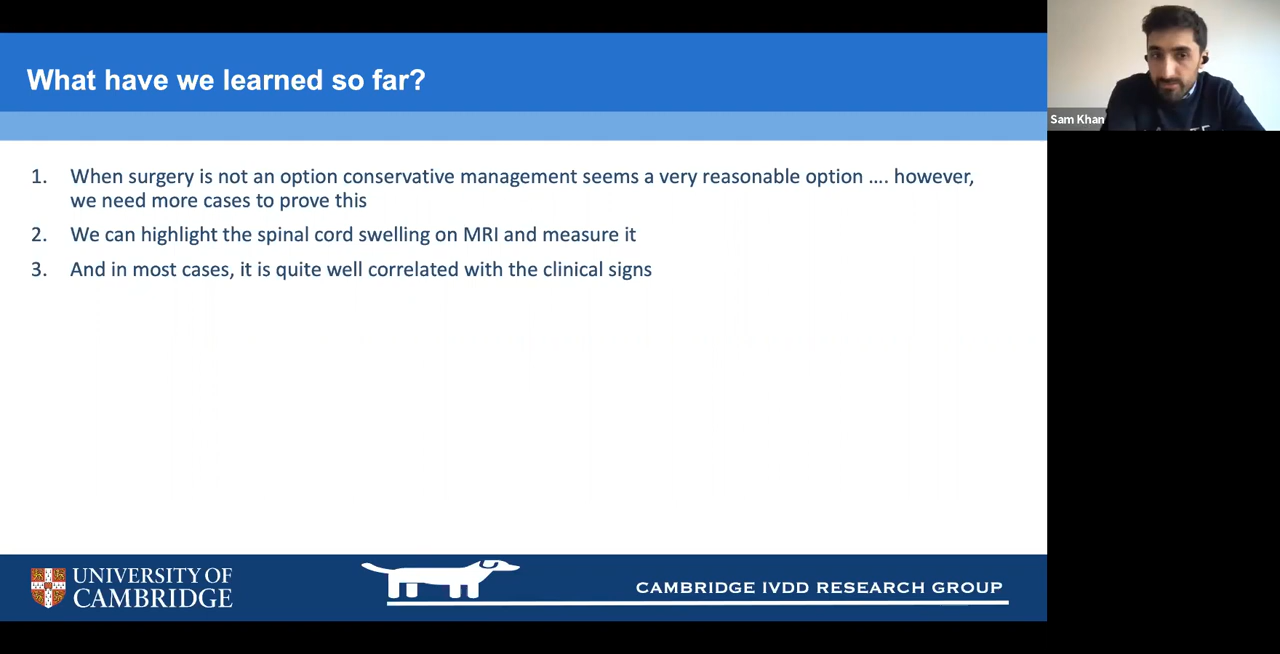 What have we learned so far?
Sam Khan
1. When surgery is not an option conservative management seems a very reasonable option .... however,
we need more cases to prove this
2. We can highlight the spinal cord swelling on MRI and measure it
3. And in most cases, it is quite well correlated with the clinical signs
UNIVERSITY OF
CAMBRIDGE
CAMBRIDGE IVDD RESEARCH GROUP